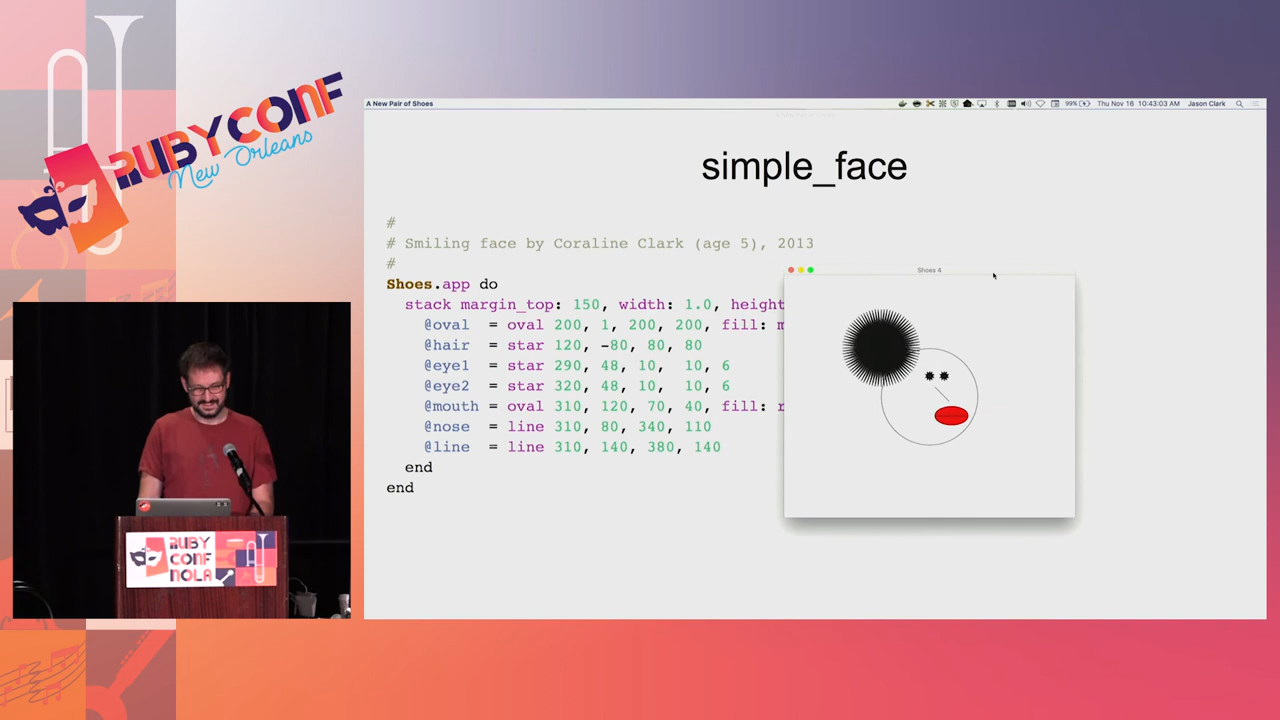 RUBYCONF
New Orleans
A New Pair of Shoes
99%
Thu Nov 16 10:43:03 AM
Jason Clark
simple_face
#
# Smiling face by Coraline Clark (age 5), 2013
#
Shoes.app do
stack margin_top: 150, width: 1.0, height
@oval = oval 200, 1, 200, 200, fill:
@hair = star 120, -80, 80, 80
@eye1 = star 290, 48, 10, 10, 6
@eye2 = star 320, 48, 10, 10, 6
@mouth = oval 310, 120, 70, 40, fill:
@nose = line 310, 80, 340, 110
@line = line 310, 140, 380, 140
end
end
Shoes 4
RUBY
CONF
NOLA